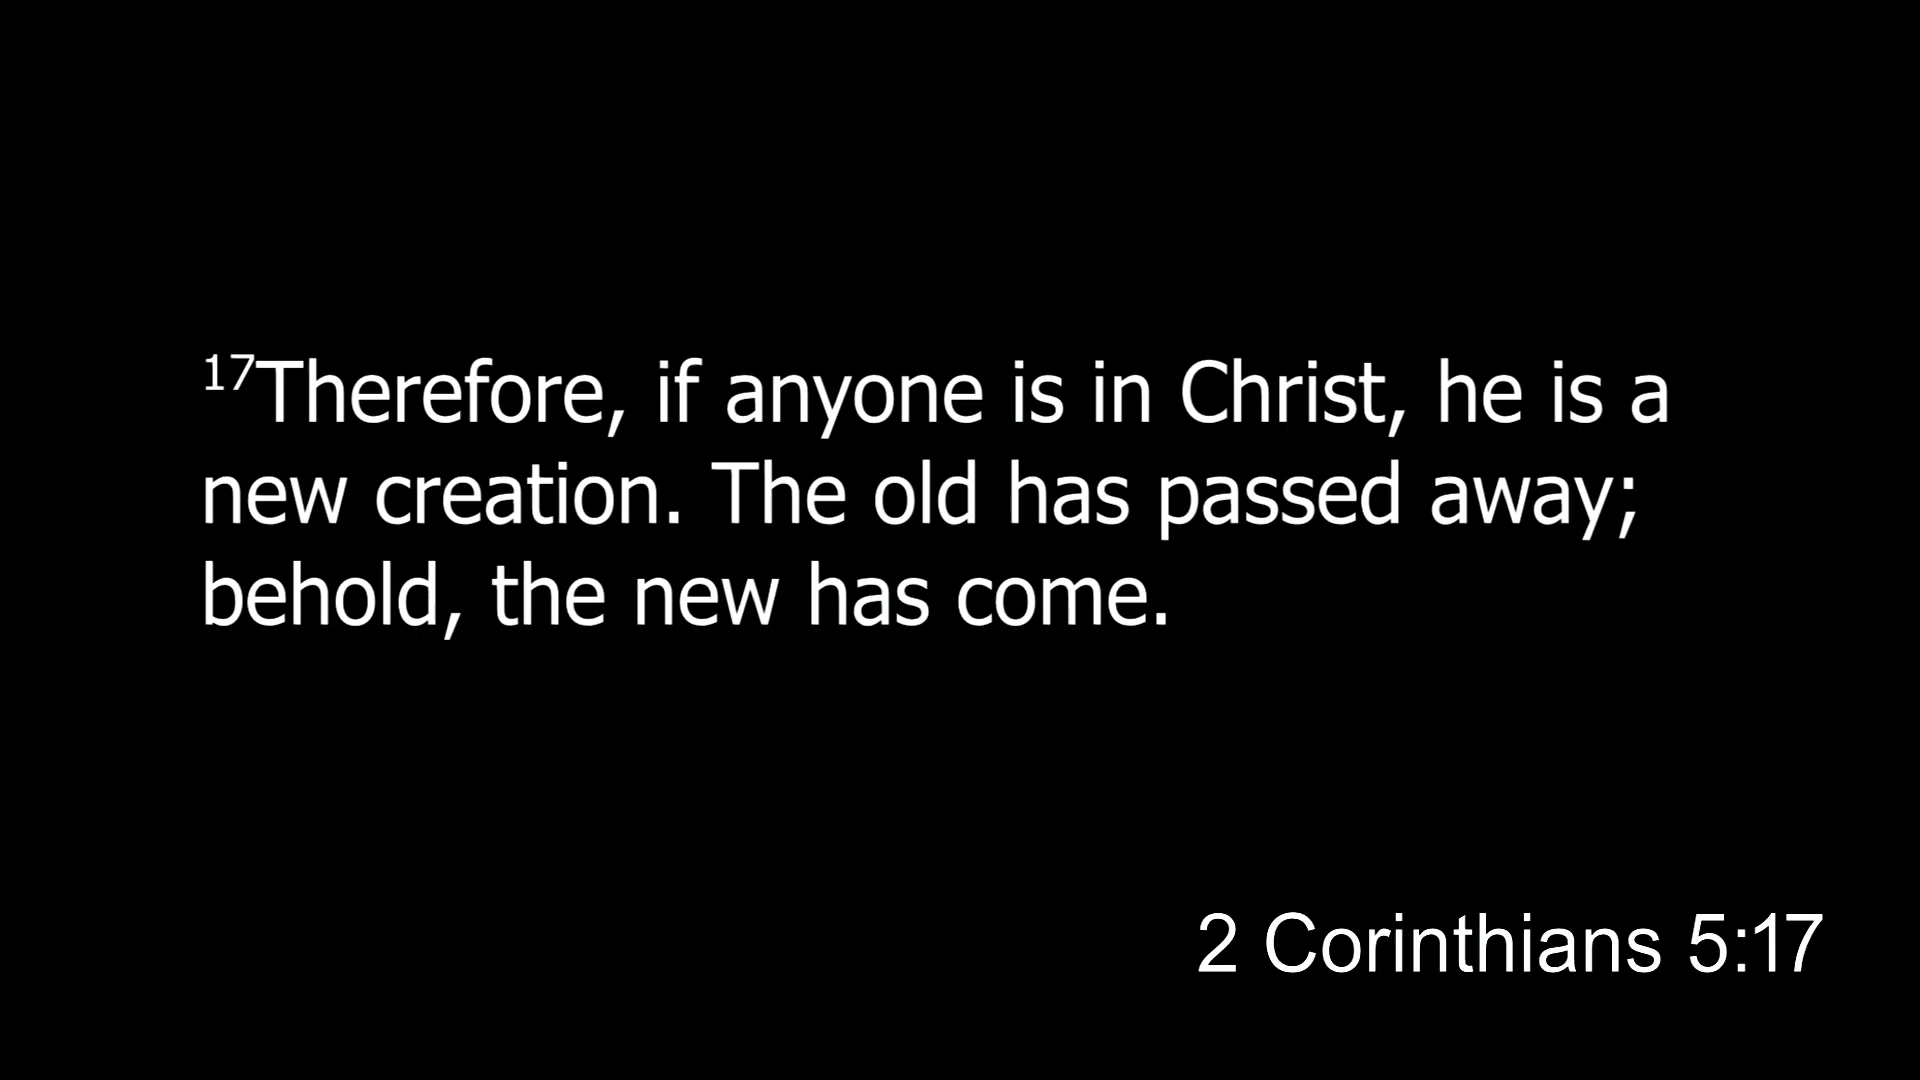 17Therefore, if anyone is in Christ, he is a
new creation. The old has passed away;
behold, the new has come.
2 Corinthians 5:17